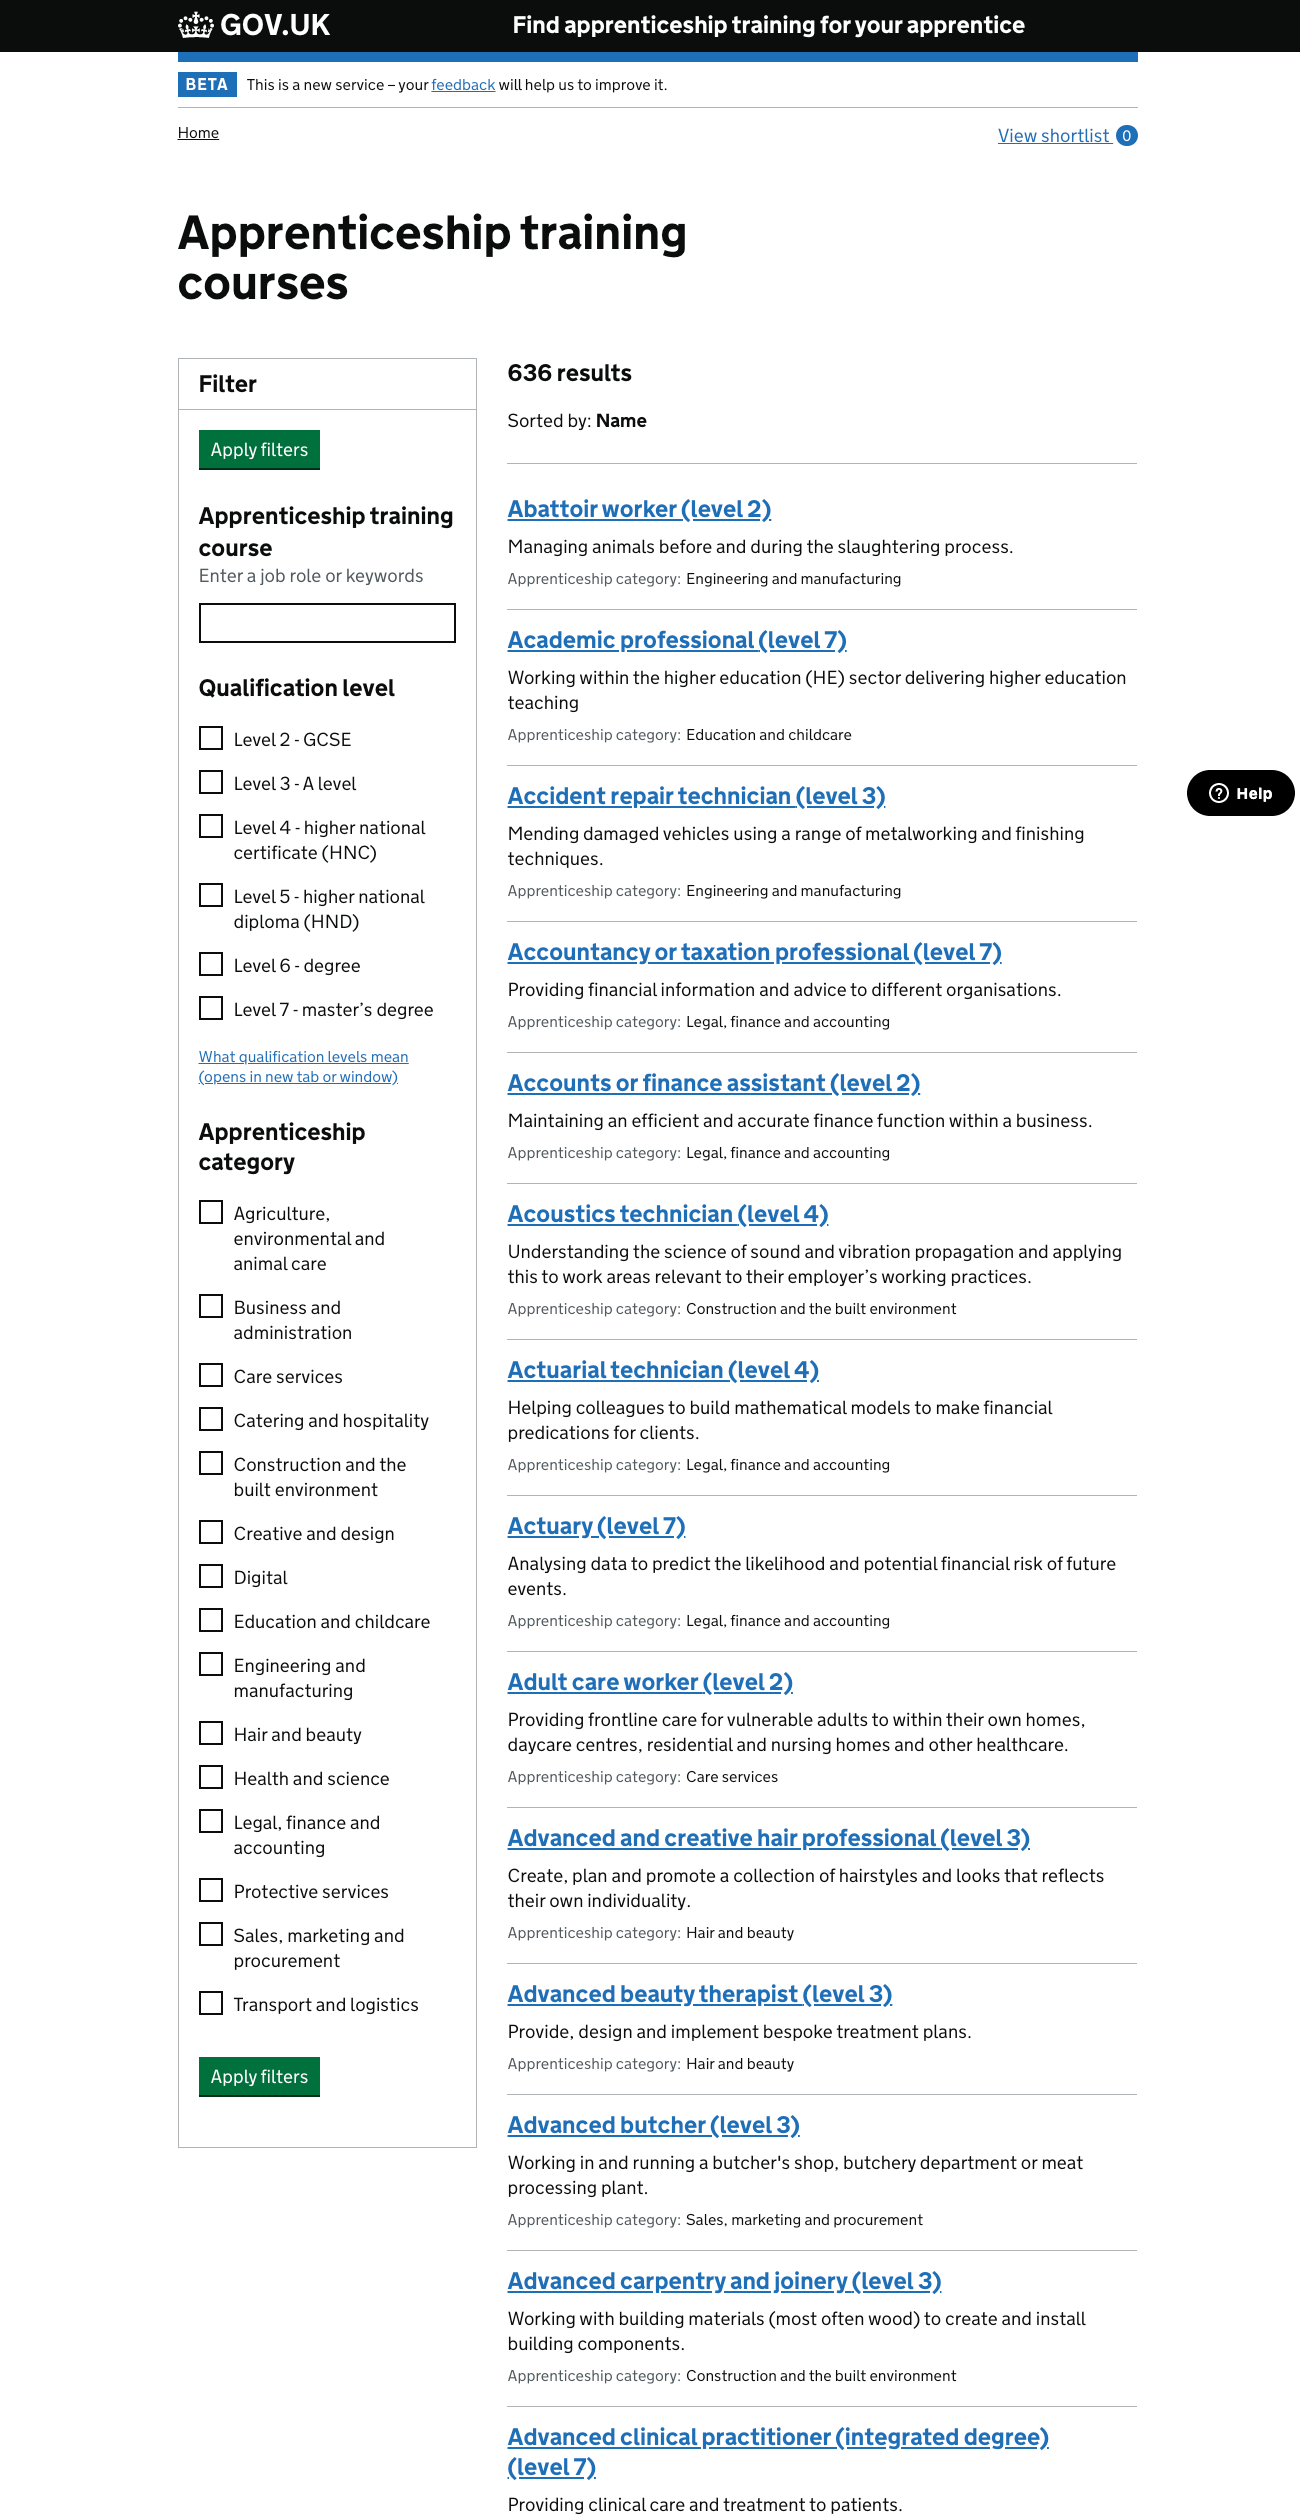 GOV.UK
Find apprenticeship training for your apprentice
BETA This is a new service – your feedback will help us to improve it.
Home
View shortlist 0
Apprenticeship training
courses
Filter
Apply filters
Apprenticeship training
course
Enter a job role or keywords
Qualification level
Level 2 - GCSE
Level 3 - A level
Level 4 - higher national
certificate (HNC)
Level 5 - higher national
diploma (HND)
Level 6 - degree
Level 7 - master’s degree
What qualification levels mean
(opens in new tab or window)
Apprenticeship
category
Agriculture,
environmental and
animal care
Business and
administration
Care services
Catering and hospitality
Construction and the
built environment
Creative and design
Digital
Education and childcare
Engineering and
manufacturing
Hair and beauty
Health and science
Legal, finance and
accounting
Protective services
Sales, marketing and
procurement
Transport and logistics
Apply filters
636 results
Sorted by: Name
Abattoir worker (level 2)
Managing animals before and during the slaughtering process.
Apprenticeship category: Engineering and manufacturing
Academic professional (level 7)
Working within the higher education (HE) sector delivering higher education
teaching
Apprenticeship category: Education and childcare
Accident repair technician (level 3)
Mending damaged vehicles using a range of metalworking and finishing
techniques.
Apprenticeship category: Engineering and manufacturing
Accountancy or taxation professional (level 7)
Providing financial information and advice to different organisations.
Apprenticeship category: Legal, finance and accounting
Accounts or finance assistant (level 2)
Maintaining an efficient and accurate finance function within a business.
Apprenticeship category: Legal, finance and accounting
Acoustics technician (level 4)
Understanding the science of sound and vibration propagation and applying
this to work areas relevant to their employer’s working practices.
Apprenticeship category: Construction and the built environment
Actuarial technician (level 4)
Helping colleagues to build mathematical models to make financial
predications for clients.
Apprenticeship category: Legal, finance and accounting
Actuary (level 7)
Analysing data to predict the likelihood and potential financial risk of future
events.
Apprenticeship category: Legal, finance and accounting
Adult care worker (level 2)
Providing frontline care for vulnerable adults to within their own homes,
daycare centres, residential and nursing homes and other healthcare.
Apprenticeship category: Care services
Advanced and creative hair professional (level 3)
Create, plan and promote a collection of hairstyles and looks that reflects
their own individuality.
Apprenticeship category: Hair and beauty
Advanced beauty therapist (level 3)
Provide, design and implement bespoke treatment plans.
Apprenticeship category: Hair and beauty
Advanced butcher (level 3)
Working in and running a butcher's shop, butchery department or meat
processing plant.
Apprenticeship category: Sales, marketing and procurement
Advanced carpentry and joinery (level 3)
Working with building materials (most often wood) to create and install
building components.
Apprenticeship category: Construction and the built environment
Advanced clinical practitioner (integrated degree)
(level 7)
Providing clinical care and treatment to patients.
Help